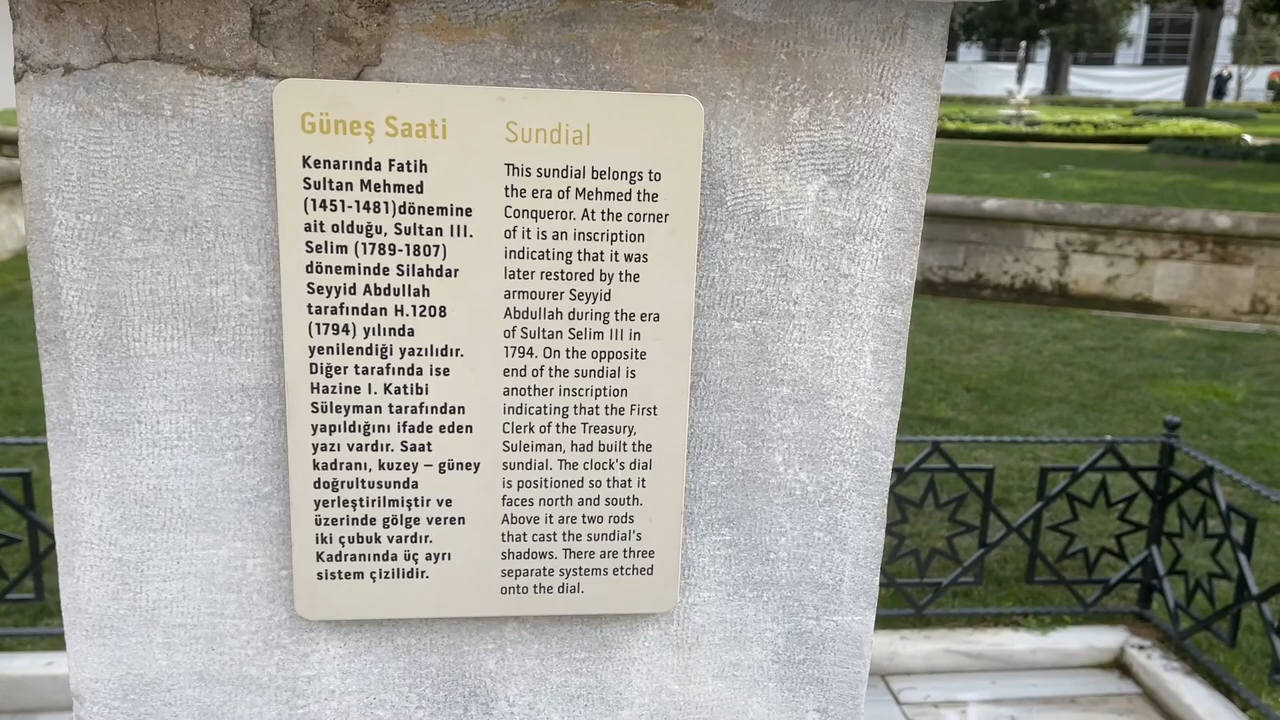 Güneş Saati
Kenarında Fatih
Sultan Mehmed
(1451-1481)dönemine
ait olduğu, Sultan III.
Selim (1789-1807)
döneminde Silahdar
Seyyid Abdullah
tarafından H.1208
(1794) yılında
yenilendiği yazılıdır.
Diğer tarafında ise
Hazine I. Katibi
Süleyman tarafından
yapıldığını ifade eden
yazı vardır. Saat
kadranı, kuzey – güney
doğrultusunda
yerleştirilmiştir ve
üzerinde gölge veren
iki çubuk vardır.
Kadranında üç ayrı
sistem çizilidir.
Sundial
This sundial belongs to
the era of Mehmed the
Conqueror. At the corner
of it is an inscription
indicating that it was
later restored by the
armourer Seyyid
Abdullah during the era
of Sultan Selim III in
1794. On the opposite
end of the sundial is
another inscription
indicating that the First
Clerk of the Treasury,
Suleiman, had built the
sundial. The clock's dial
is positioned so that it
faces north and south.
Above it are two rods
that cast the sundial's
shadows. There are three
separate systems etched
onto the dial.